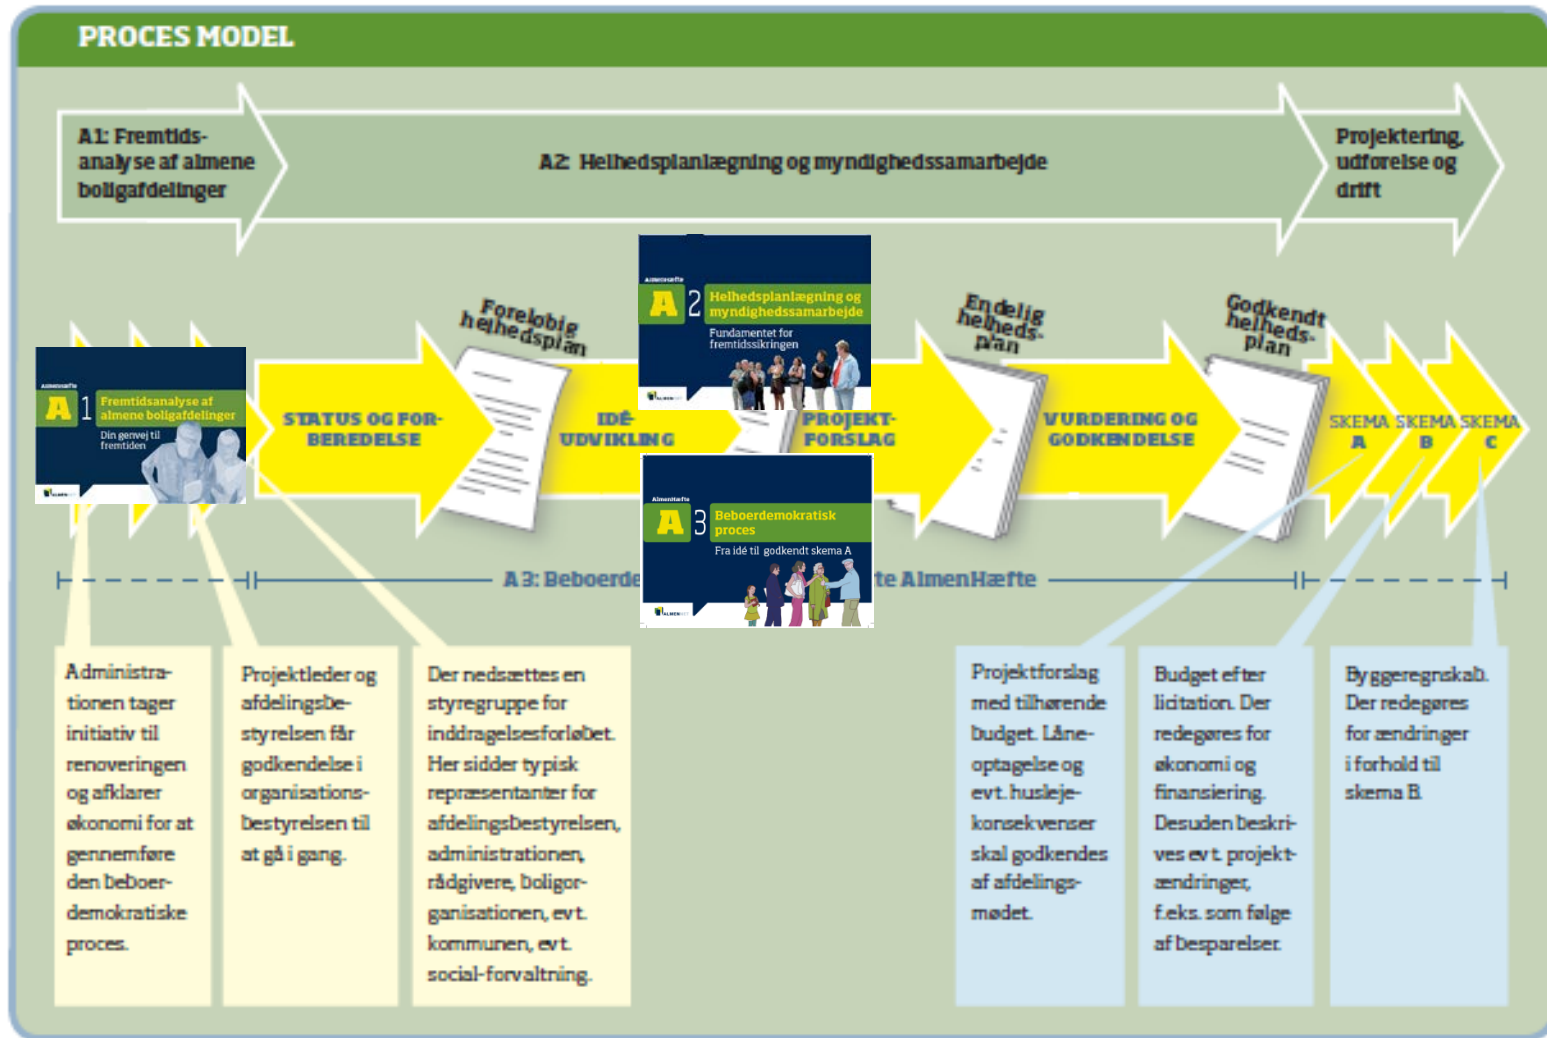 PROCES MODEL
A1: Fremtids-
analyse af almene
boligafdelinger
A2: Helhedsplanlægning og myndighedssamarbejde
Projektering,
udførelse og
drift
Foreløbig
helhedsplan
Endelig
helheds-
plan
Godkendt
helheds-
plan
AlmenHæfte
A 1 Fremtidsanalyse af
almene boligafdelinger
Din genvej til
fremtiden
ALMENNET
AlmenHæfte
A 2 Helhedsplanlægning og
myndighedssamarbejde
Fundamentet for
fremtidssikringen
ALMENNET
STATUS OG FOR-
BEREDELSE
IDÉ-
UDVIKLING
PROJEKT-
FORSLAG
VURDERING OG
GODKENDELSE
SKEMA
A
SKEMA
B
SKEMA
C
AlmenHæfte
A 3 Beboerdemokratisk
proces
Fra idé til godkendt skema A
ALMENNET
A3: Beboerde
te AlmenHæfte
Administra-
tionen tager
initiativ til
renoveringen
og afklarer
økonomi for at
gennemføre
den beboer-
demokratiske
proces.
Projektleder og
afdelingsbe-
styrelsen får
godkendelse i
organisations-
bestyrelsen til
at gå i gang.
Der nedsættes en
styregruppe for
inddragelsesforløbet.
Her sidder typisk
repræsentanter for
afdelingsbestyrelsen,
administrationen,
rådgivere, boligor-
ganisationen, evt.
kommunen, evt.
social-forvaltning.
Projektforslag
med tilhørende
budget. Låne-
optagelse og
evt. husleje-
konsekvenser
skal godkendes
af afdelings-
mødet.
Budget efter
licitation. Der
redegøres for
økonomi og
finansiering.
Desuden beskri-
ves evt. projekt-
ændringer,
f.eks. som følge
af besparelser.
Byggeregnskab.
Der redegøres
for ændringer
i forhold til
skema B.